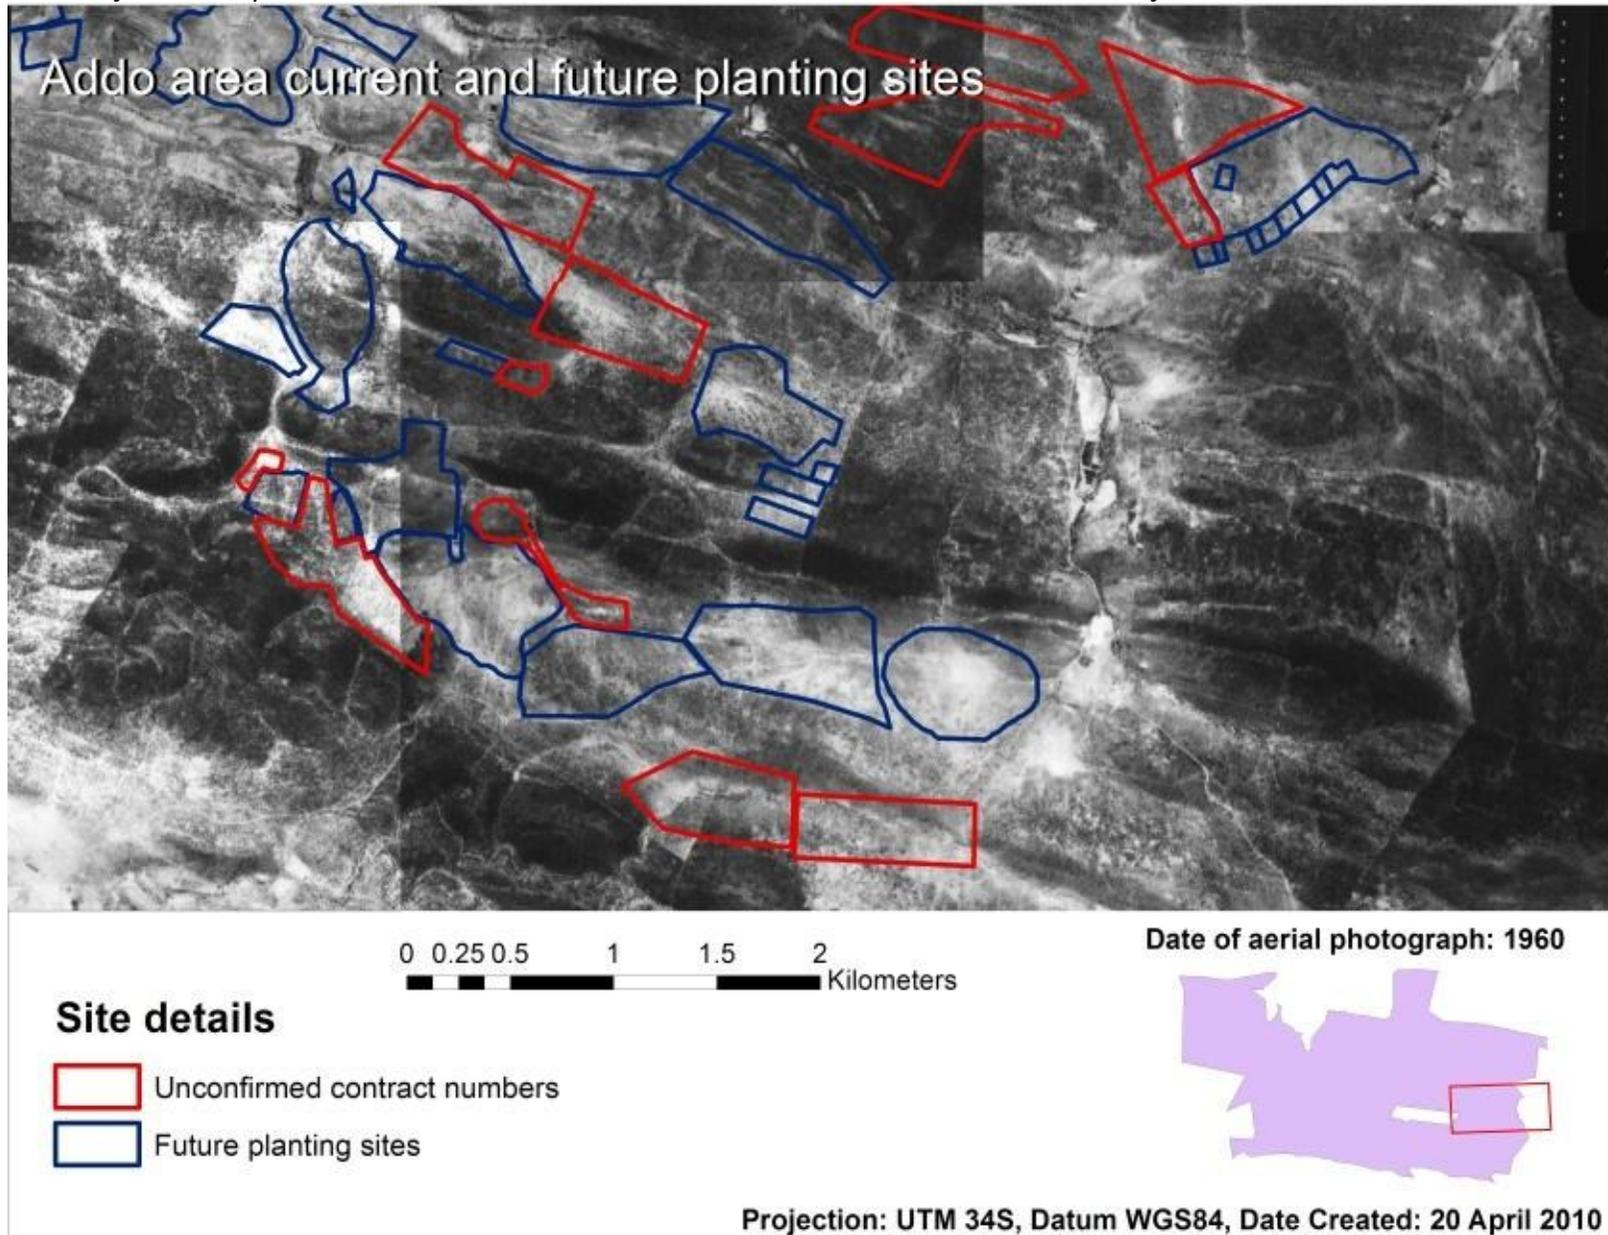 Addo area current and future planting sites
0 0.25 0.5 1 1.5 2
Kilometers
Date of aerial photograph: 1960
Site details
Unconfirmed contract numbers
Future planting sites
Projection: UTM 34S, Datum WGS84, Date Created: 20 April 2010